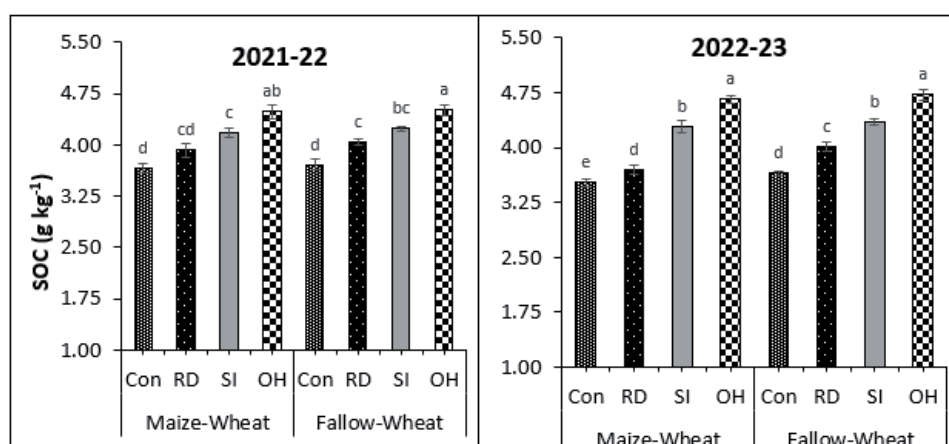 2021-22
5.50
4.75
4.00
3.25
2.50
1.75
1.00
SOC (g kg⁻¹)
d cd c ab d c bc a
Con RD SI OH Con RD SI OH
Maize-Wheat Fallow-Wheat
2022-23
5.50
4.75
4.00
3.25
2.50
1.75
1.00
e d b a d c b a
Con RD SI OH Con RD SI OH
Maize-Wheat Fallow-Wheat